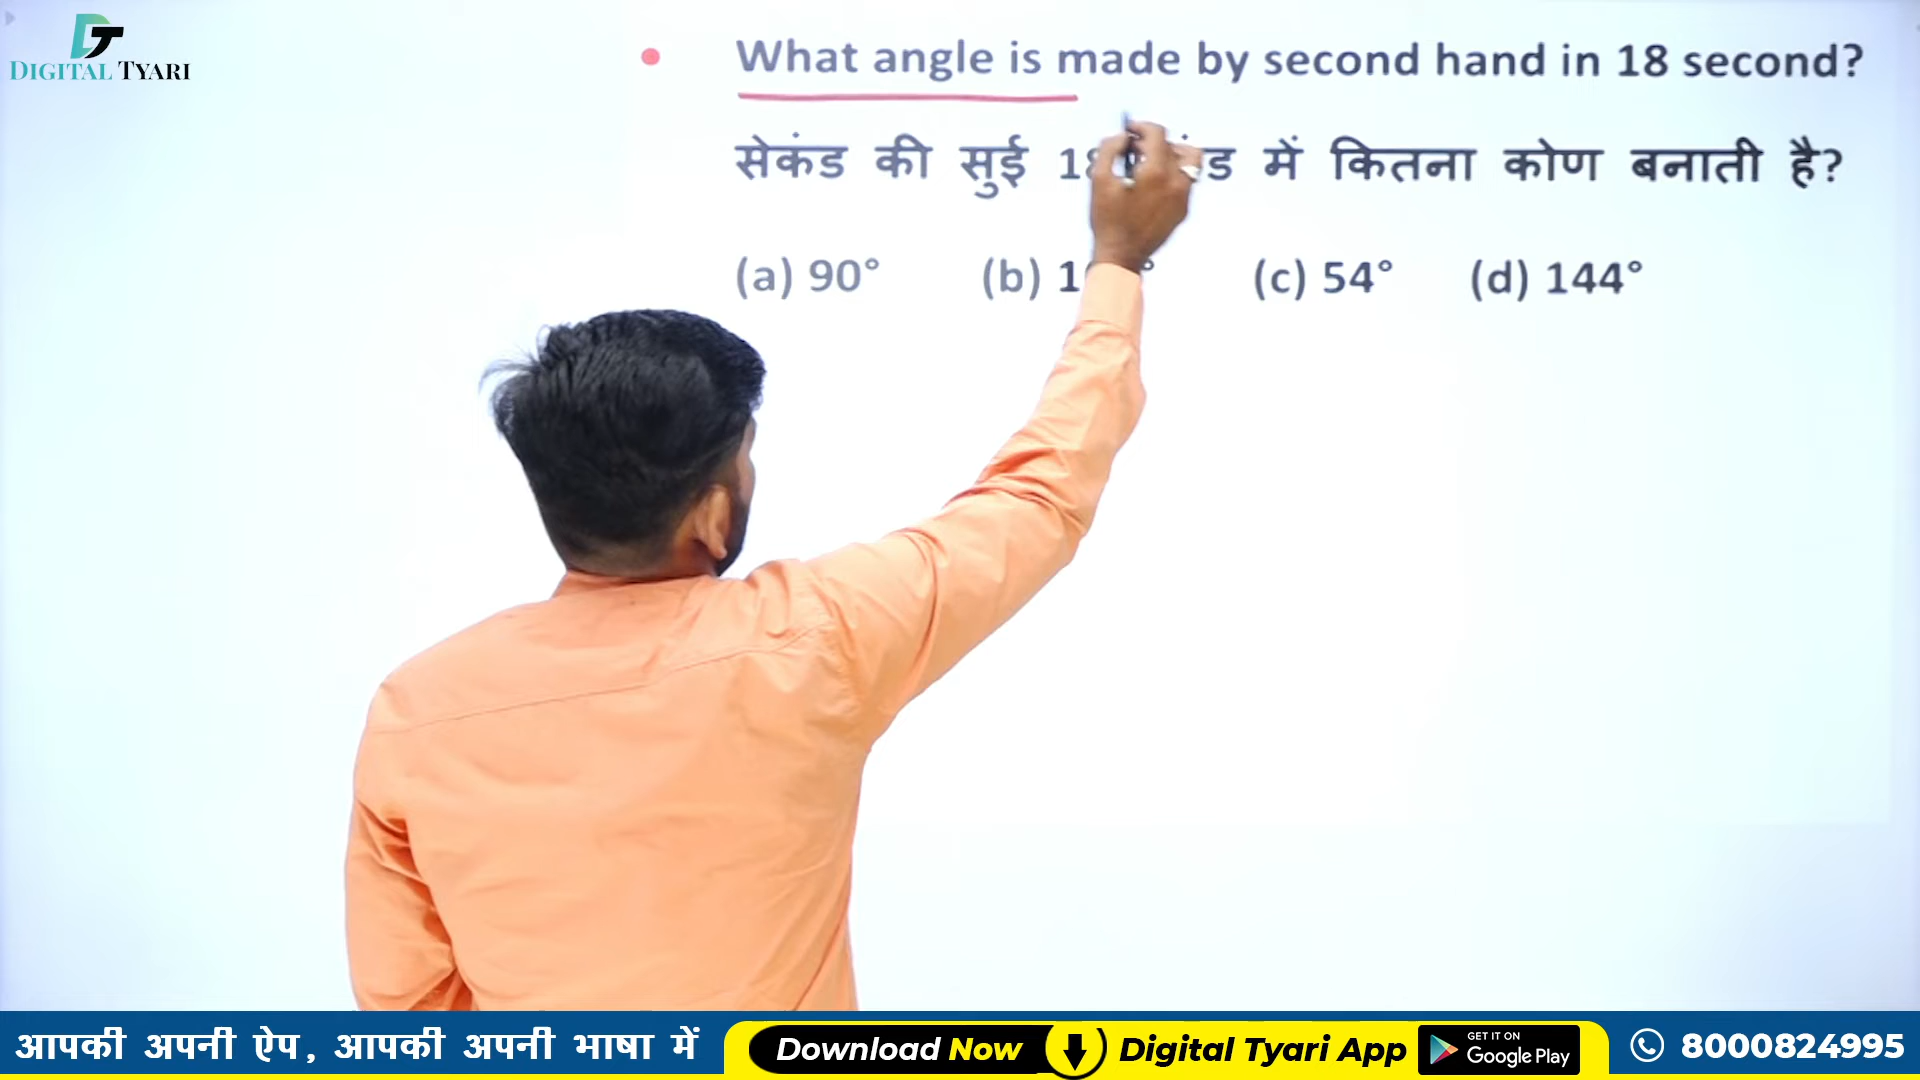 DIGITAL TYARI
What angle is made by second hand in 18 second?
सेकंड की सुई में कितना कोण बनाती है?
(a) 90° (b) (c) 54° (d) 144°
आपकी अपनी ऐप, आपकी अपनी भाषा में
Download Now
Digital Tyari App
GET IT ON
Google Play
8000824995